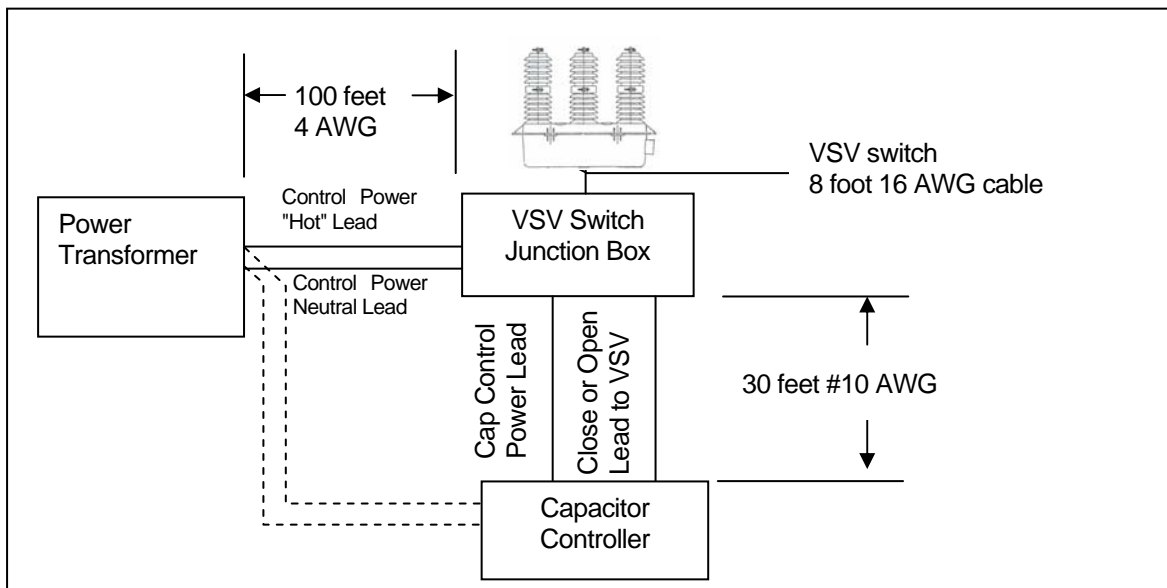 100 feet
4 AWG
VSV switch
8 foot 16 AWG cable
Control Power
"Hot" Lead
Power
Transformer
VSV Switch
Junction Box
Control Power
Neutral Lead
Cap Control
Power Lead
Close or Open
Lead to VSV
30 feet #10 AWG
Capacitor
Controller